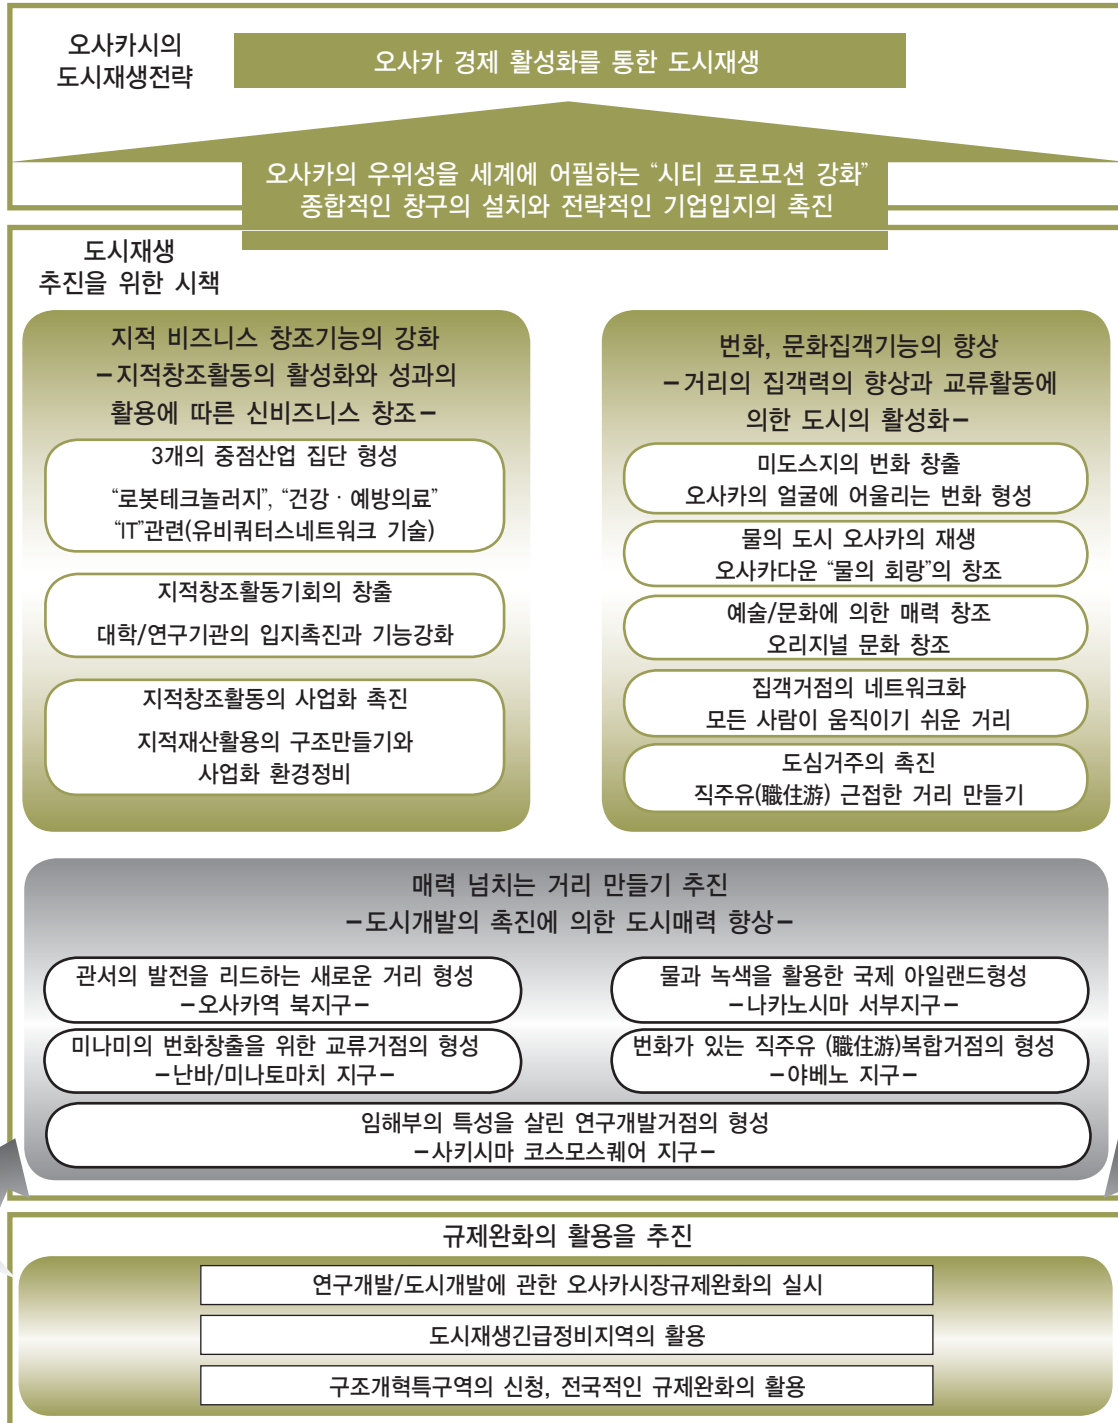 오사카시의
도시재생전략
오사카 경제 활성화를 통한 도시재생
오사카의 우위성을 세계에 어필하는 “시티 프로모션 강화”
종합적인 창구의 설치와 전략적인 기업입지의 촉진
도시재생
추진을 위한 시책
지적 비즈니스 창조기능의 강화
－지적창조활동의 활성화와 성과의
활용에 따른 신비즈니스 창조－
3개의 중점산업 집단 형성
“로봇테크놀러지”, “건강 · 예방의료”
“IT”관련(유비쿼터스네트워크 기술)
지적창조활동기회의 창출
대학/연구기관의 입지촉진과 기능강화
지적창조활동의 사업화 촉진
지적재산활용의 구조만들기와
사업화 환경정비
번화, 문화집객기능의 향상
－거리의 집객력의 향상과 교류활동에
의한 도시의 활성화－
미도스지의 번화 창출
오사카의 얼굴에 어울리는 번화 형성
물의 도시 오사카의 재생
오사카다운 “물의 회랑”의 창조
예술/문화에 의한 매력 창조
오리지널 문화 창조
집객거점의 네트워크화
모든 사람이 움직이기 쉬운 거리
도심거주의 촉진
직주유(職住游) 근접한 거리 만들기
매력 넘치는 거리 만들기 추진
－도시개발의 촉진에 의한 도시매력 향상－
관서의 발전을 리드하는 새로운 거리 형성
－오사카역 북지구－
물과 녹색을 활용한 국제 아일랜드형성
－나카노시마 서부지구－
미나미의 번화창출을 위한 교류거점의 형성
－난바/미나토마치 지구－
번화가 있는 직주유 (職住游)복합거점의 형성
－야베노 지구－
임해부의 특성을 살린 연구개발거점의 형성
－사키시마 코스모스퀘어 지구－
규제완화의 활용을 추진
연구개발/도시개발에 관한 오사카시장규제완화의 실시
도시재생긴급정비지역의 활용
구조개혁특구역의 신청, 전국적인 규제완화의 활용